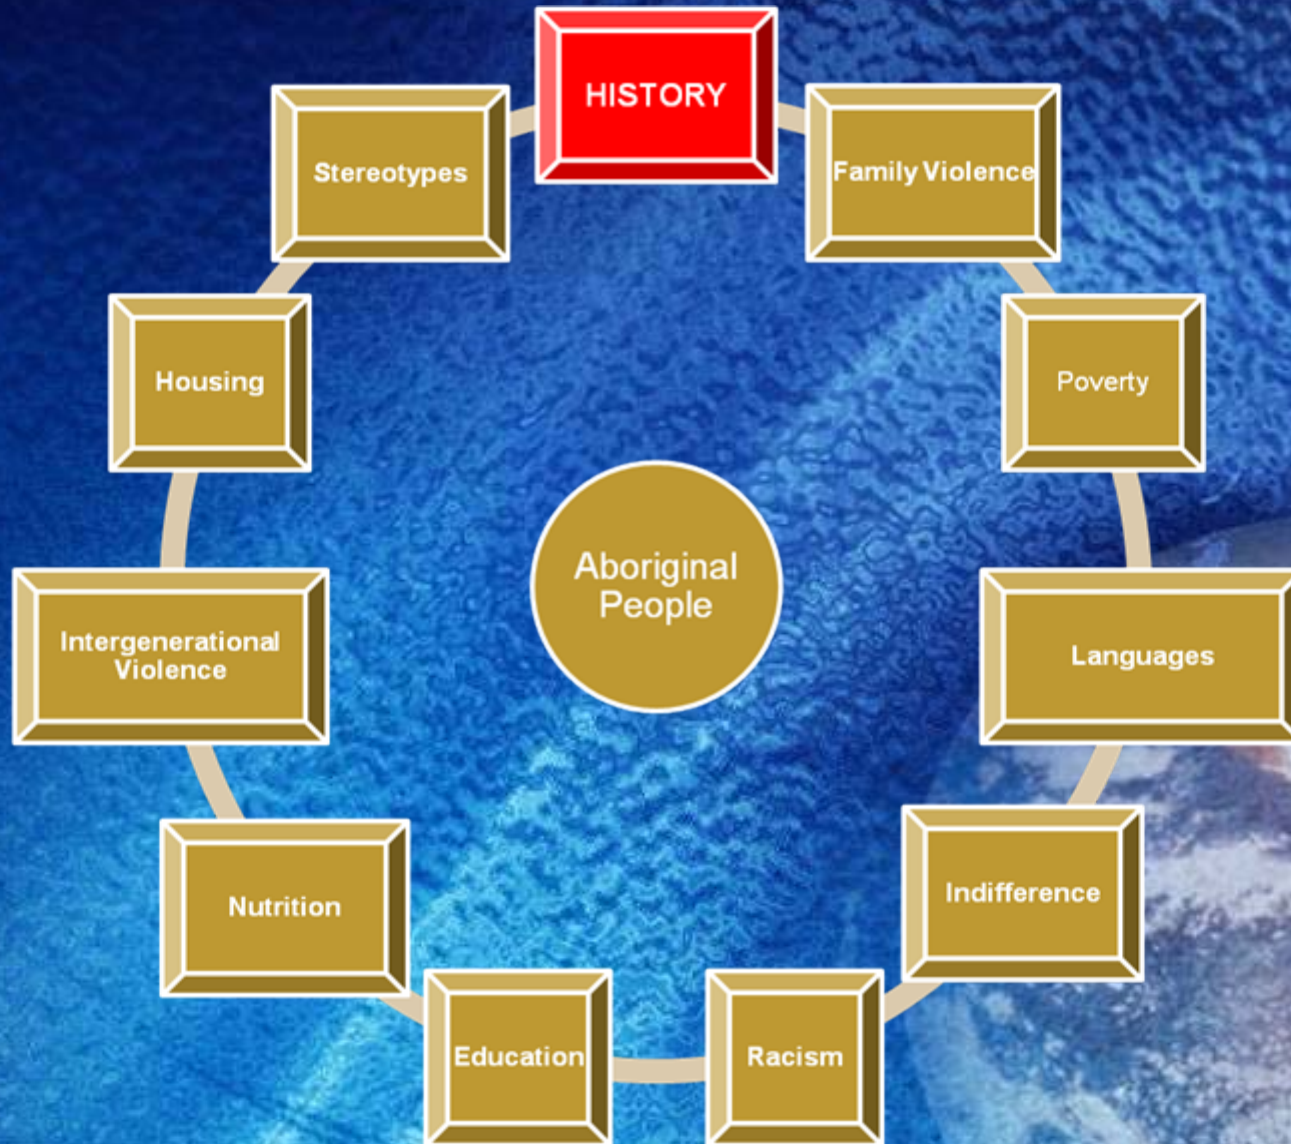 HISTORY
Stereotypes
Family Violence
Housing
Poverty
Aboriginal
People
Intergenerational
Violence
Languages
Nutrition
Indifference
Education
Racism